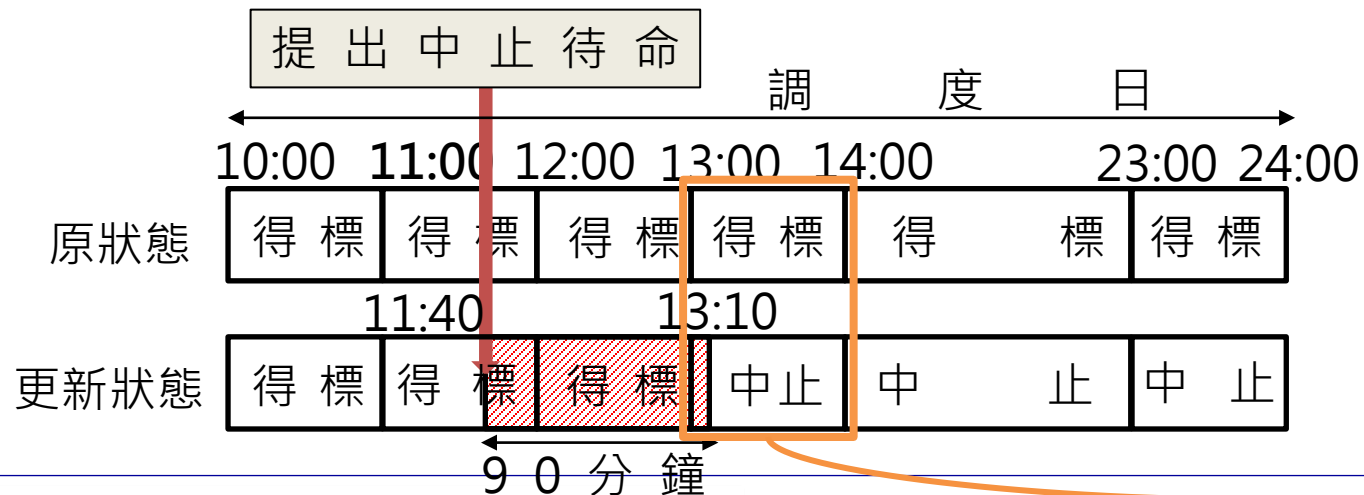 提出中止待命
調度日
10:00 11:00 12:00 13:00 14:00 23:00 24:00
原狀態 得標 得標 得標 得標 得標 得標
11:40 13:10
更新狀態 得標 得標 得標 中止 中止 中止
90分鐘